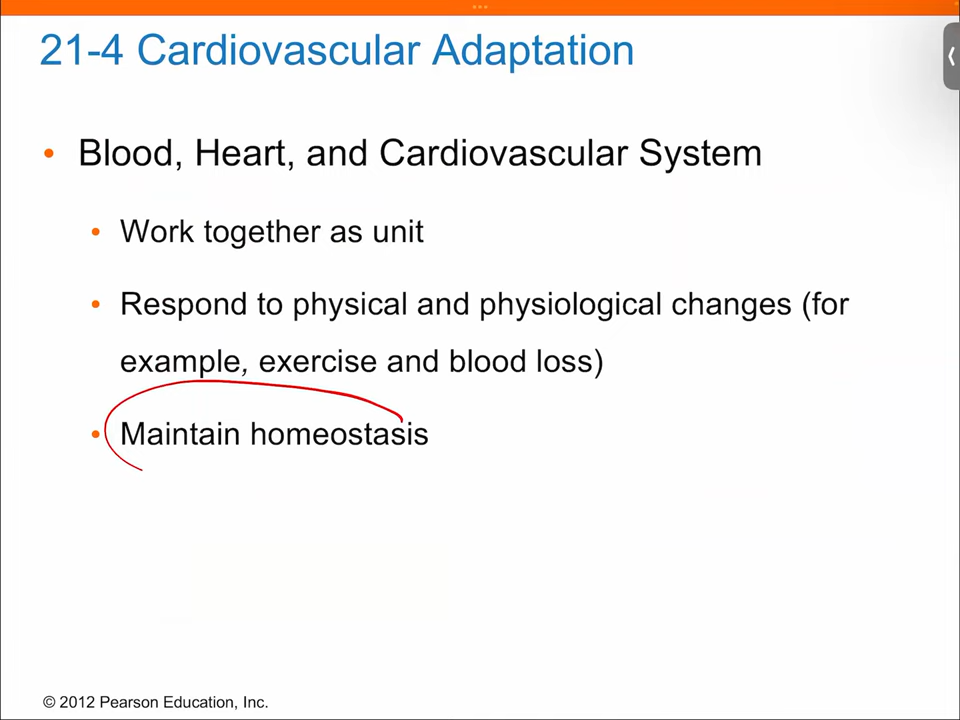 21-4 Cardiovascular Adaptation
• Blood, Heart, and Cardiovascular System
• Work together as unit
• Respond to physical and physiological changes (for
example, exercise and blood loss)
• Maintain homeostasis
© 2012 Pearson Education, Inc.